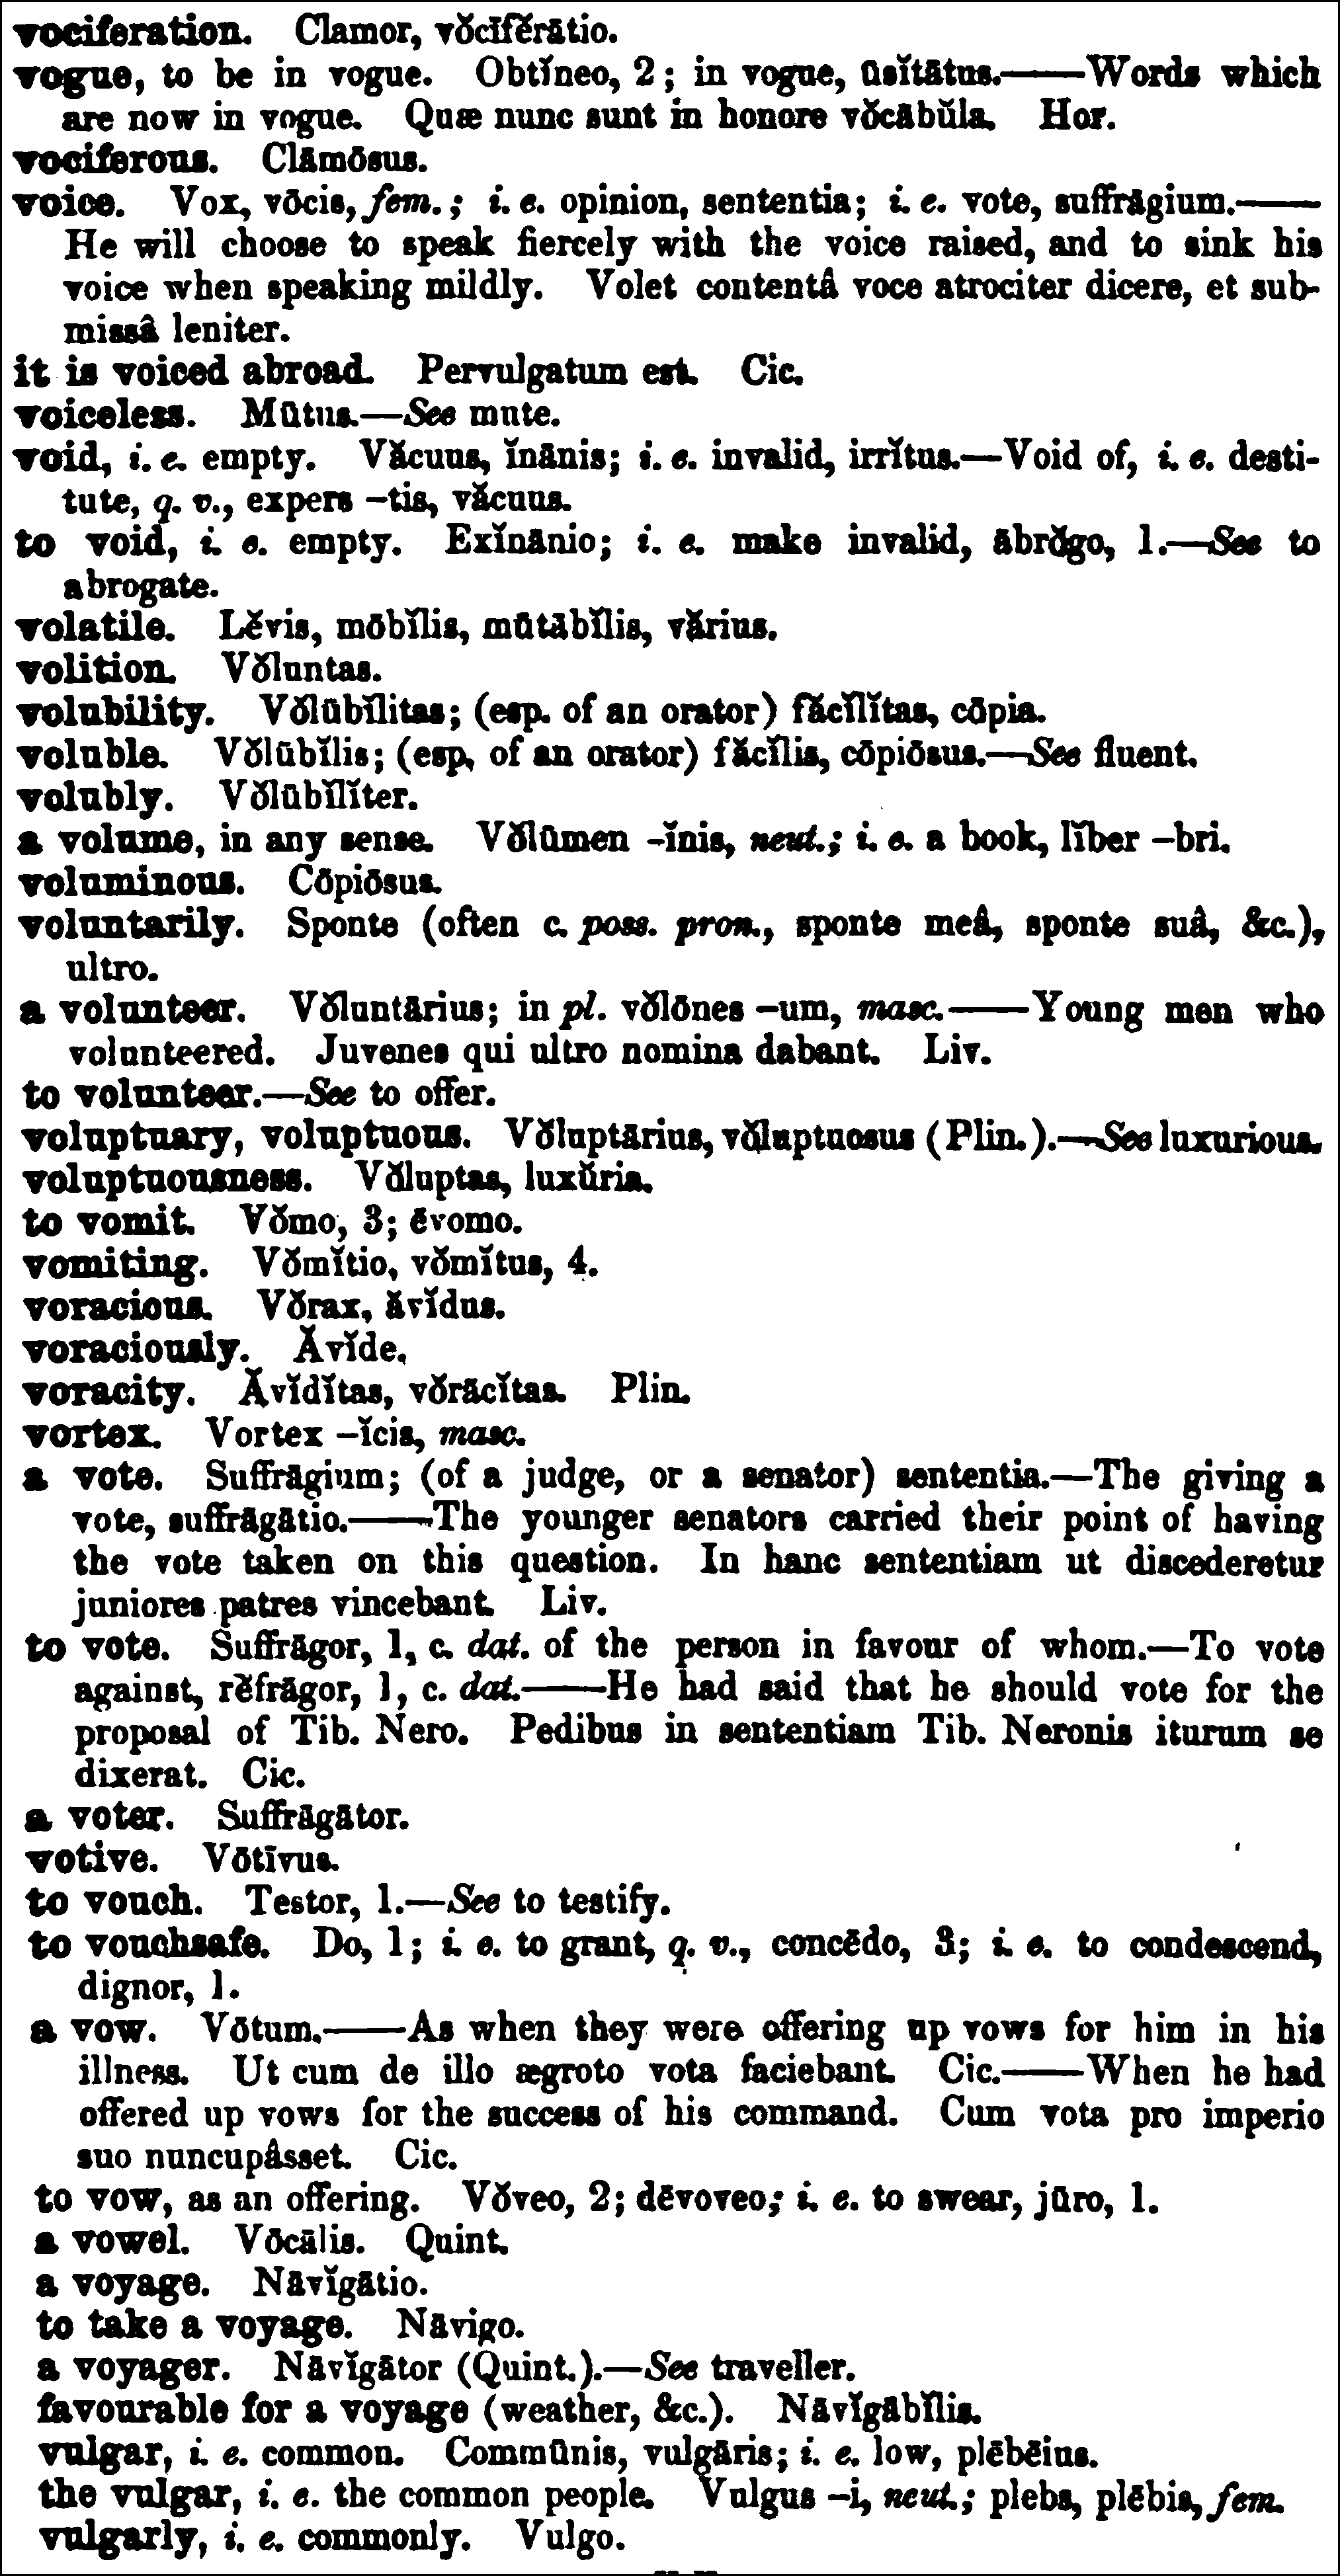 vociferation. Clamor, vŏcĭfĕrātio.
vogue, to be in vogue. Obtĭneo, 2; in vogue, ūsĭtātus.——Words which
are now in vogue. Quæ nunc sunt in honore vŏcābŭla. Hor.
vociferous. Clāmōsus.
voice. Vox, vōcis, fem.; i. e. opinion, sententia; i. e. vote, suffrāgium.——
He will choose to speak fiercely with the voice raised, and to sink his
voice when speaking mildly. Volet contentâ voce atrociter dicere, et sub-
missâ leniter.
it is voiced abroad. Pervulgatum est. Cic.
voiceless. Mūtus.—See mute.
void, i. e. empty. Văcuus, ĭnānis; i. e. invalid, irrĭtus.—Void of, i. e. desti-
tute, q. v., expers –tis, văcuus.
to void, i. e. empty. Exĭnānio; i. e. make invalid, ābrŏgo, 1.—See to
abrogate.
volatile. Lĕvis, mōbĭlis, mūtābĭlis, vărius.
volition. Vŏluntas.
volubility. Vŏlūbĭlitas; (esp. of an orator) făcĭlĭtas, cōpia.
voluble. Vŏlūbĭlis; (esp. of an orator) făcĭlis, cōpiōsus.—See fluent.
volubly. Vŏlūbĭlĭter.
a volume, in any sense. Vŏlūmen –ĭnis, neut.; i. e. a book, lĭber –bri.
voluminous. Cōpiōsus.
voluntarily. Sponte (often c. poss. pron., sponte meâ, sponte suâ, &c.),
ultro.
a volunteer. Vŏluntārius; in pl. vŏlōnes –um, masc.——Young men who
volunteered. Juvenes qui ultro nomina dabant. Liv.
to volunteer.—See to offer.
voluptuary, voluptuous. Vŏluptārius, vŏluptuosus (Plin.).—See luxurious.
voluptuousness. Vŏluptas, luxŭria.
to vomit. Vŏmo, 3; ēvomo.
vomiting. Vŏmĭtio, vŏmĭtus, 4.
voracious. Vŏrax, ăvĭdus.
voraciously. Ăvĭde.
voracity. Ăvĭdĭtas, vŏrācĭtas. Plin.
vortex. Vortex –ĭcis, masc.
a vote. Suffrāgium; (of a judge, or a senator) sententia.—The giving a
vote, suffrāgātio.——The younger senators carried their point of having
the vote taken on this question. In hanc sententiam ut discederetur
juniores patres vincebant. Liv.
to vote. Suffrāgor, 1, c. dat. of the person in favour of whom.—To vote
against, rĕfrāgor, 1, c. dat.——He had said that he should vote for the
proposal of Tib. Nero. Pedibus in sententiam Tib. Neronis iturum se
dixerat. Cic.
a voter. Suffrāgātor.
votive. Vōtīvus.
to vouch. Testor, 1.—See to testify.
to vouchsafe. Do, 1; i. e. to grant, q. v., concēdo, 3; i. e. to condescend,
dignor, 1.
a vow. Vōtum.——As when they were offering up vows for him in his
illness. Ut cum de illo ægroto vota faciebant. Cic.——When he had
offered up vows for the success of his command. Cum vota pro imperio
suo nuncupâsset. Cic.
to vow, as an offering. Vŏveo, 2; dēvoveo; i. e. to swear, jūro, 1.
a vowel. Vōcālis. Quint.
a voyage. Nāvĭgātio.
to take a voyage. Nāvigo.
a voyager. Nāvĭgātor (Quint.).—See traveller.
favourable for a voyage (weather, &c.). Nāvĭgābĭlis.
vulgar, i. e. common. Commūnis, vulgāris; i. e. low, plēbēius.
the vulgar, i. e. the common people. Vulgus –i, neut.; plebs, plēbis, fem.
vulgarly, i. e. commonly. Vulgo.